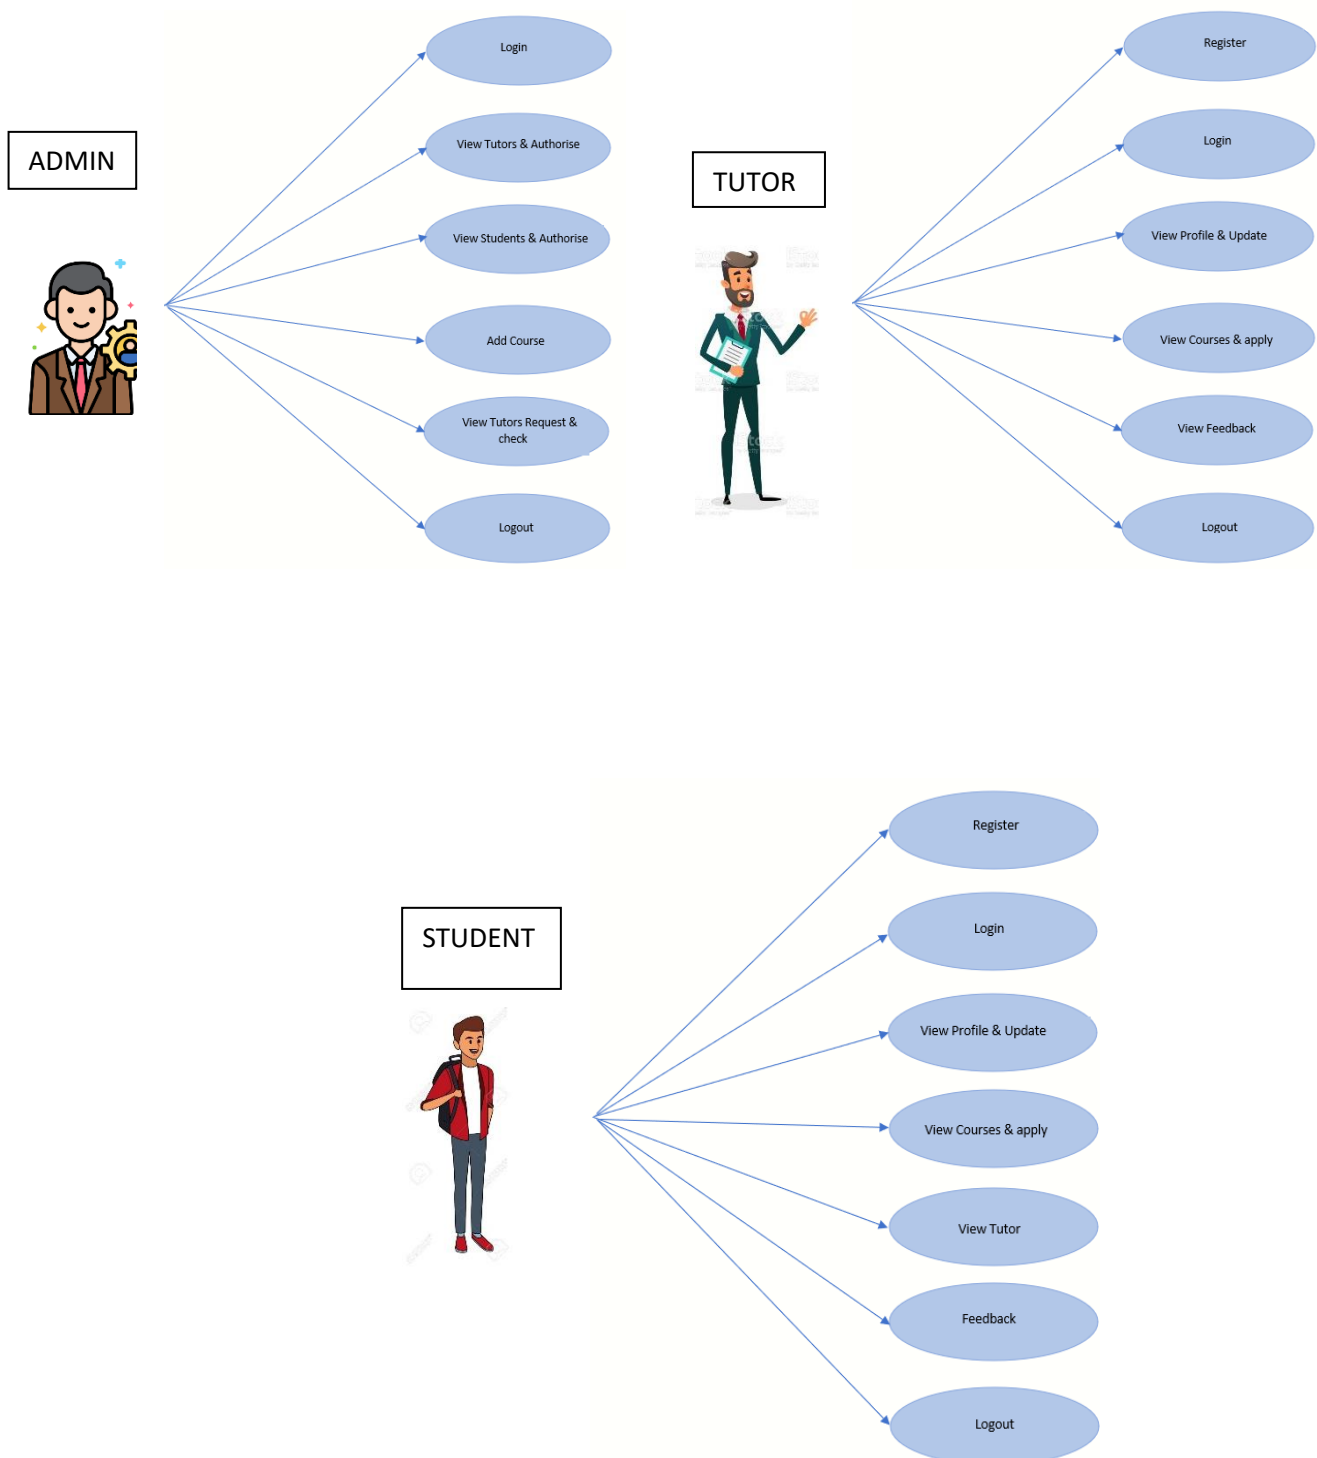 ADMIN
Login
View Tutors & Authorise
View Students & Authorise
Add Course
View Tutors Request &
check
Logout
TUTOR
Register
Login
View Profile & Update
View Courses & apply
View Feedback
Logout
STUDENT
Register
Login
View Profile & Update
View Courses & apply
View Tutor
Feedback
Logout